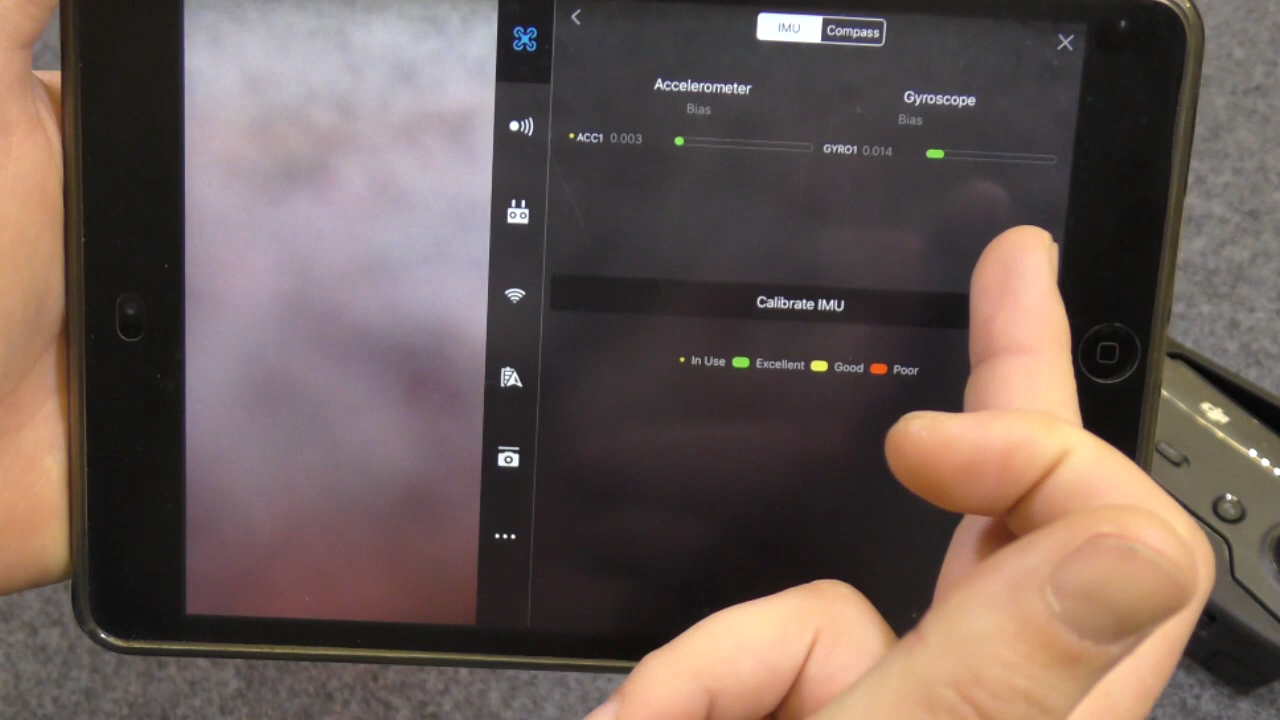 IMU Compass
Accelerometer
Bias
ACC1 0.003
Gyroscope
Bias
GYRO1 0.014
Calibrate IMU
In Use Excellent Good Poor
dji